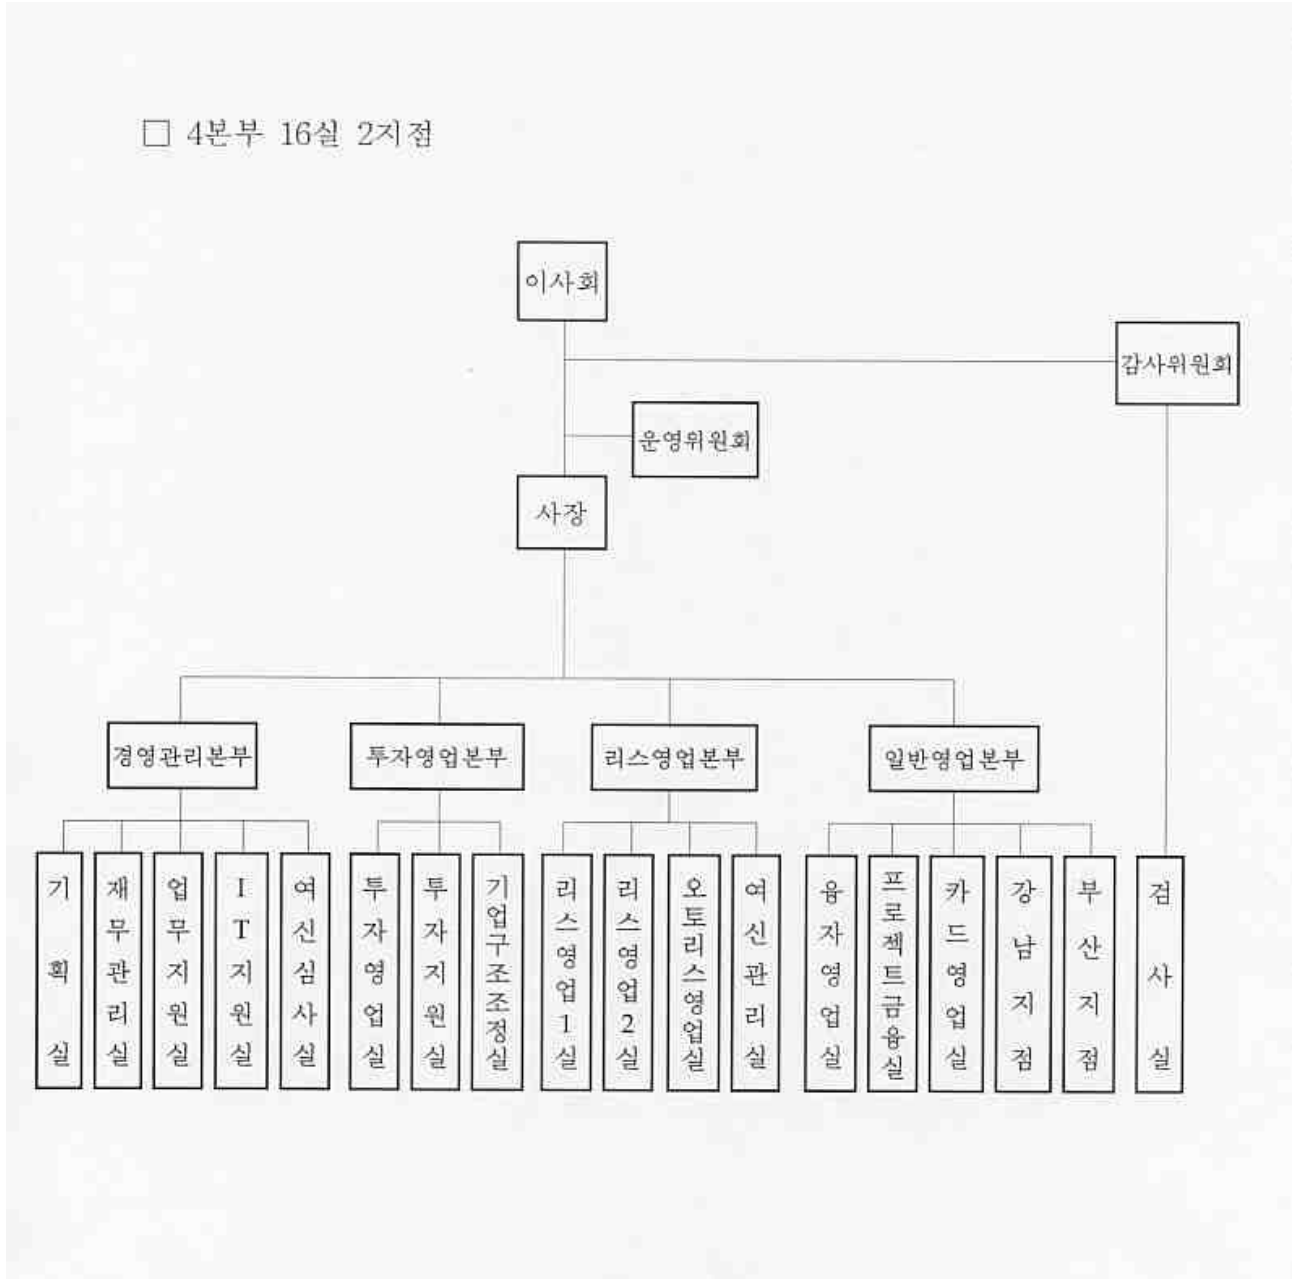 □ 4본부 16실 2지점
이사회
감사위원회
운영위원회
사장
경영관리본부
투자영업본부
리스영업본부
일반영업본부
기획실
재무관리실
업무지원실
IT지원실
여신심사실
투자영업실
투자지원실
기업구조조정실
리스영업1실
리스영업2실
오토리스영업실
여신관리실
융자영업실
프로젝트금융실
카드영업실
강남지점
부산지점
검사실